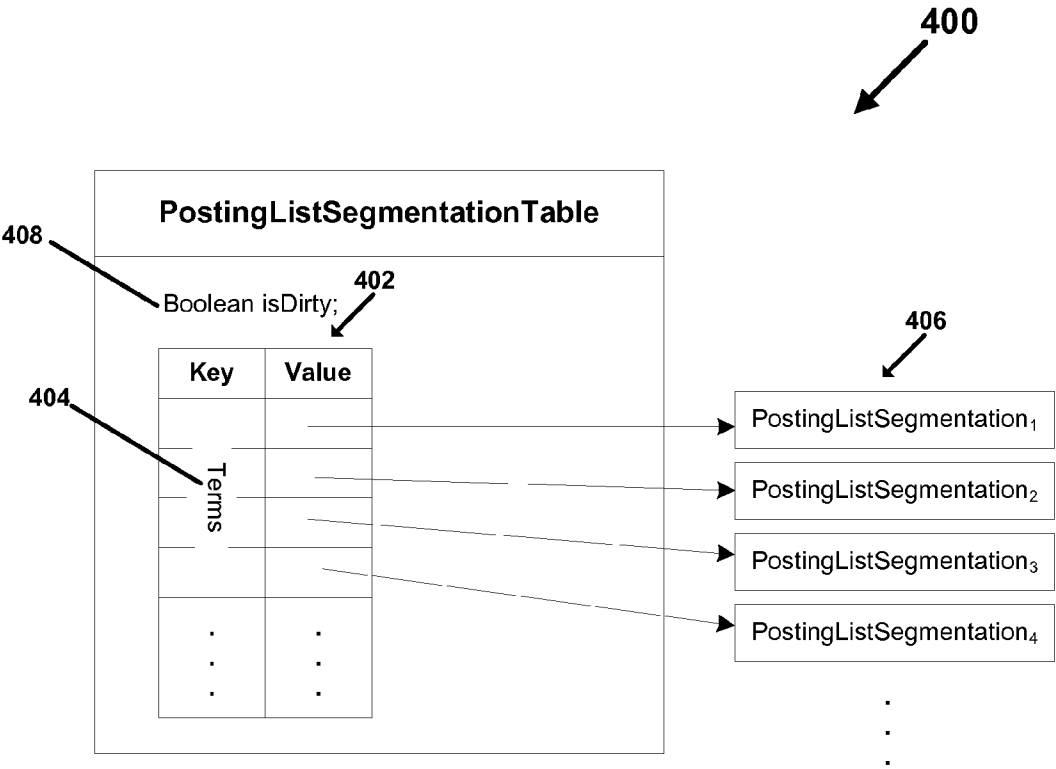 400
PostingListSegmentationTable
408
Boolean isDirty;
402
406
Key Value
404
Terms
PostingListSegmentation₁
PostingListSegmentation₂
PostingListSegmentation₃
PostingListSegmentation₄